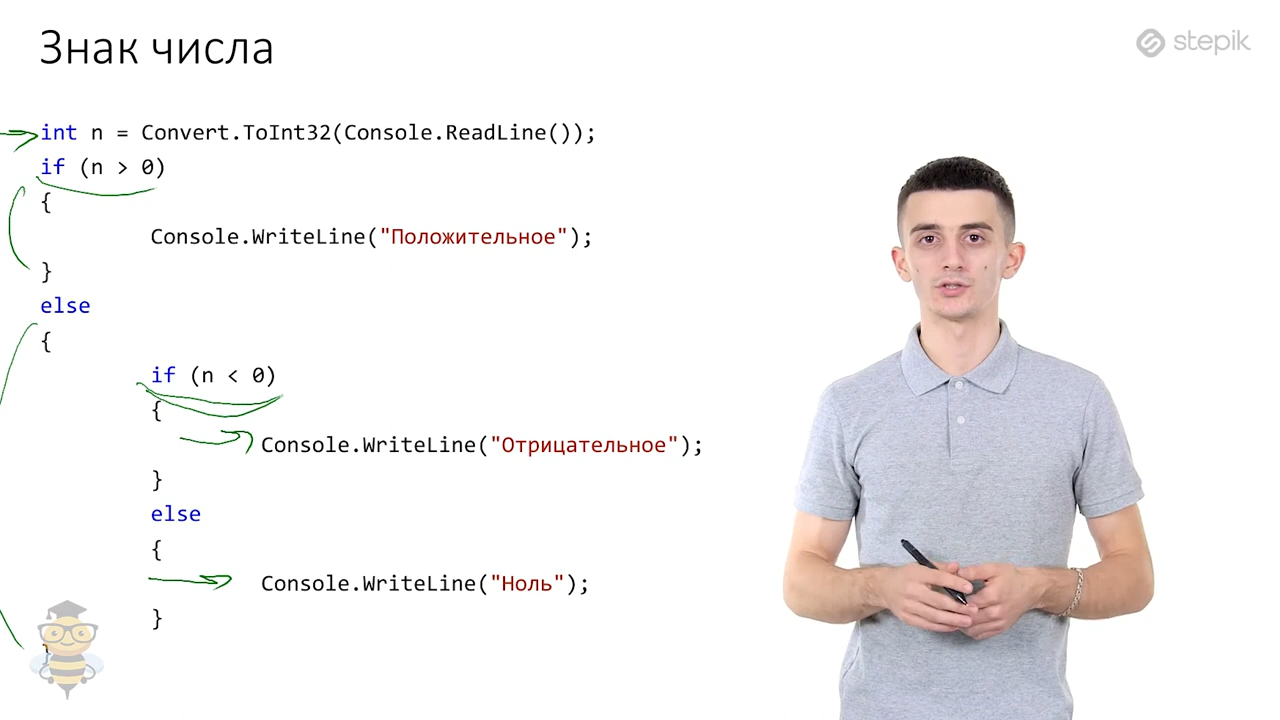 Знак числа
stepik
int n = Convert.ToInt32(Console.ReadLine());
if (n > 0)
{
Console.WriteLine("Положительное");
}
else
{
if (n < 0)
{
Console.WriteLine("Отрицательное");
}
else
{
Console.WriteLine("Ноль");
}
}